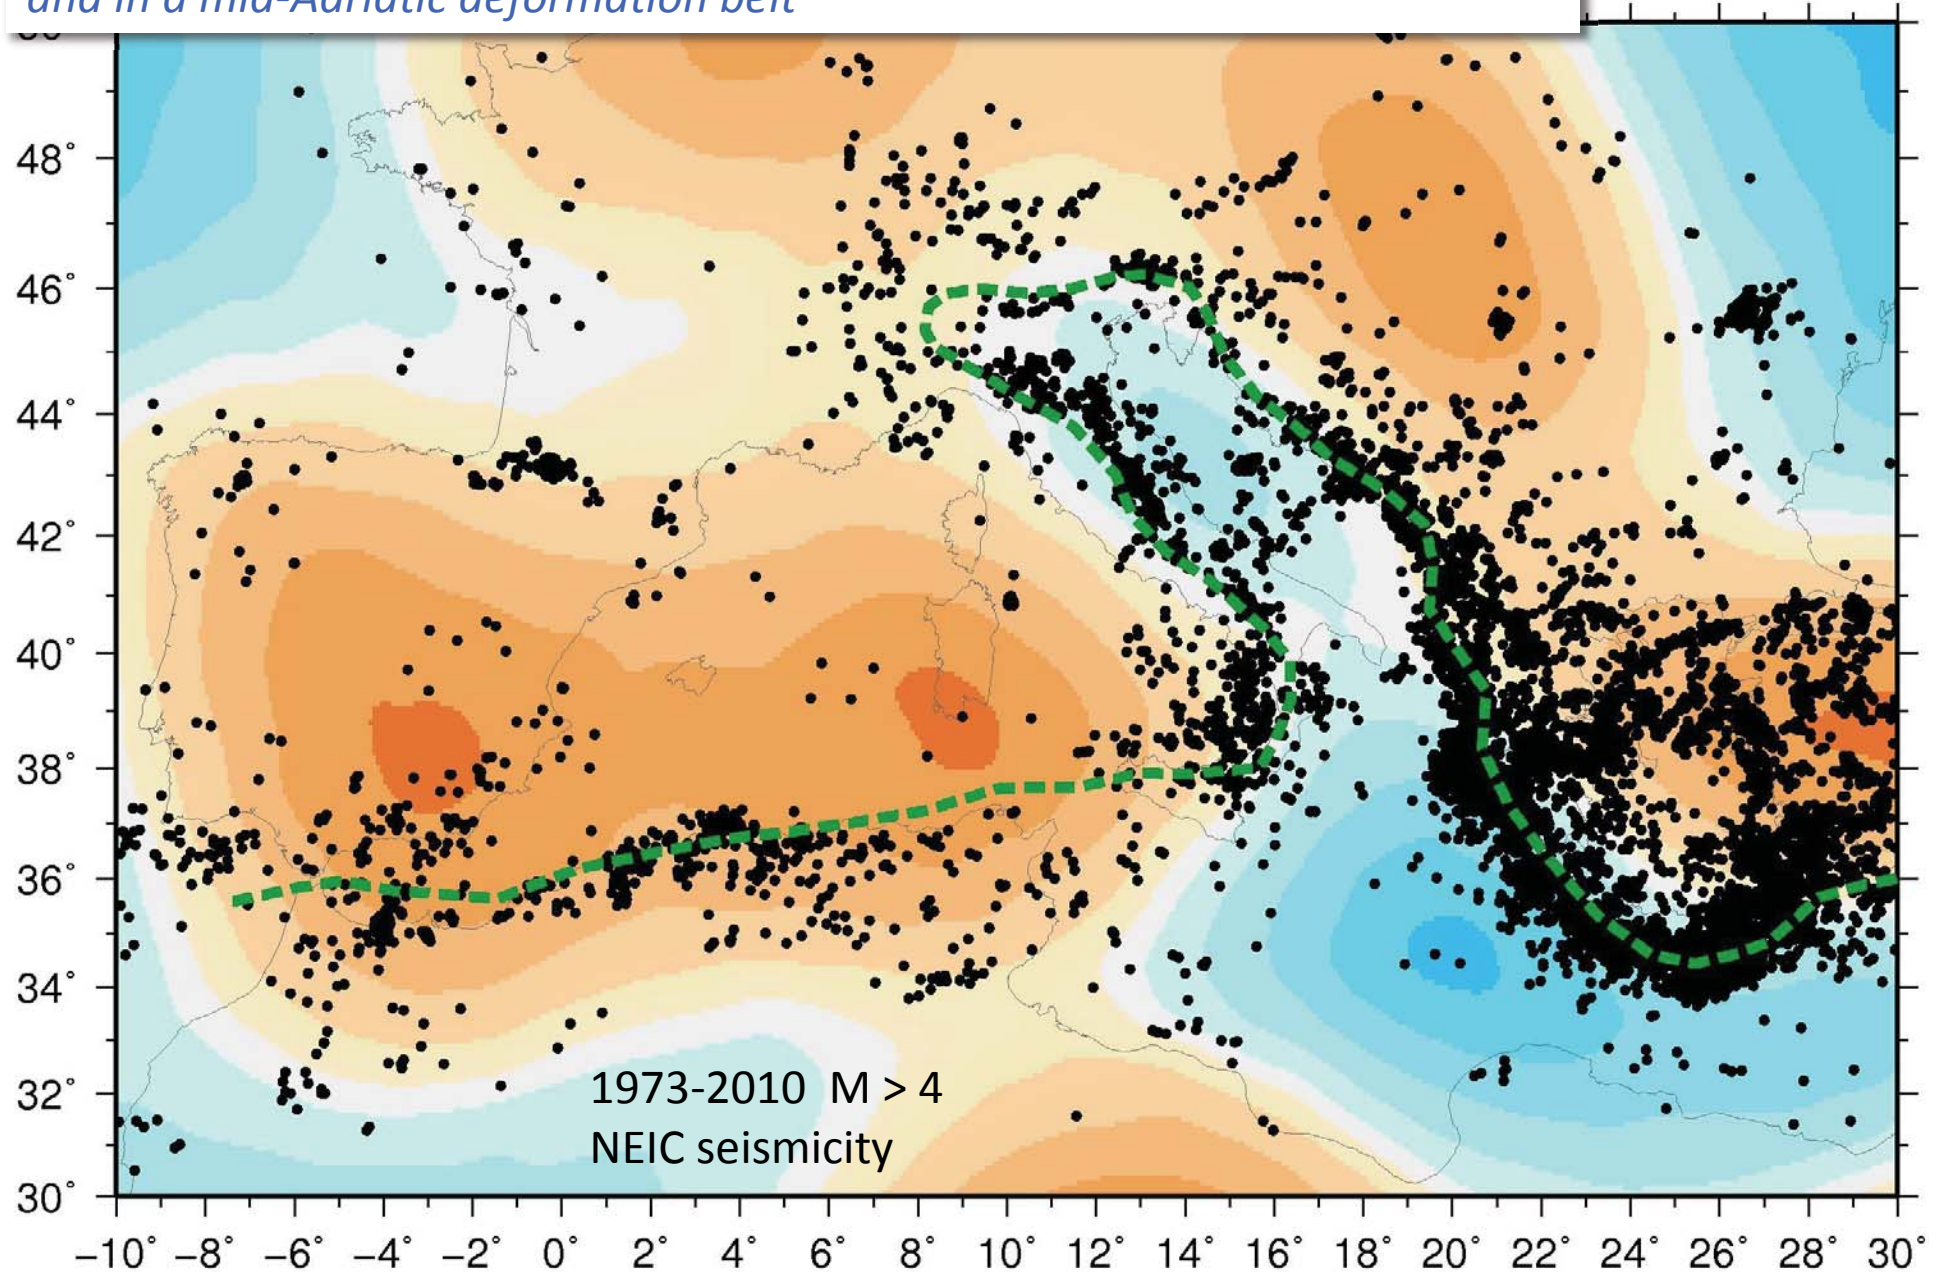 and in a mid-Adriatic deformation belt
48°
46°
44°
42°
40°
38°
36°
34°
32°
30°
1973-2010 M > 4
NEIC seismicity
−10° −8° −6° −4° −2° 0° 2° 4° 6° 8° 10° 12° 14° 16° 18° 20° 22° 24° 26° 28° 30°